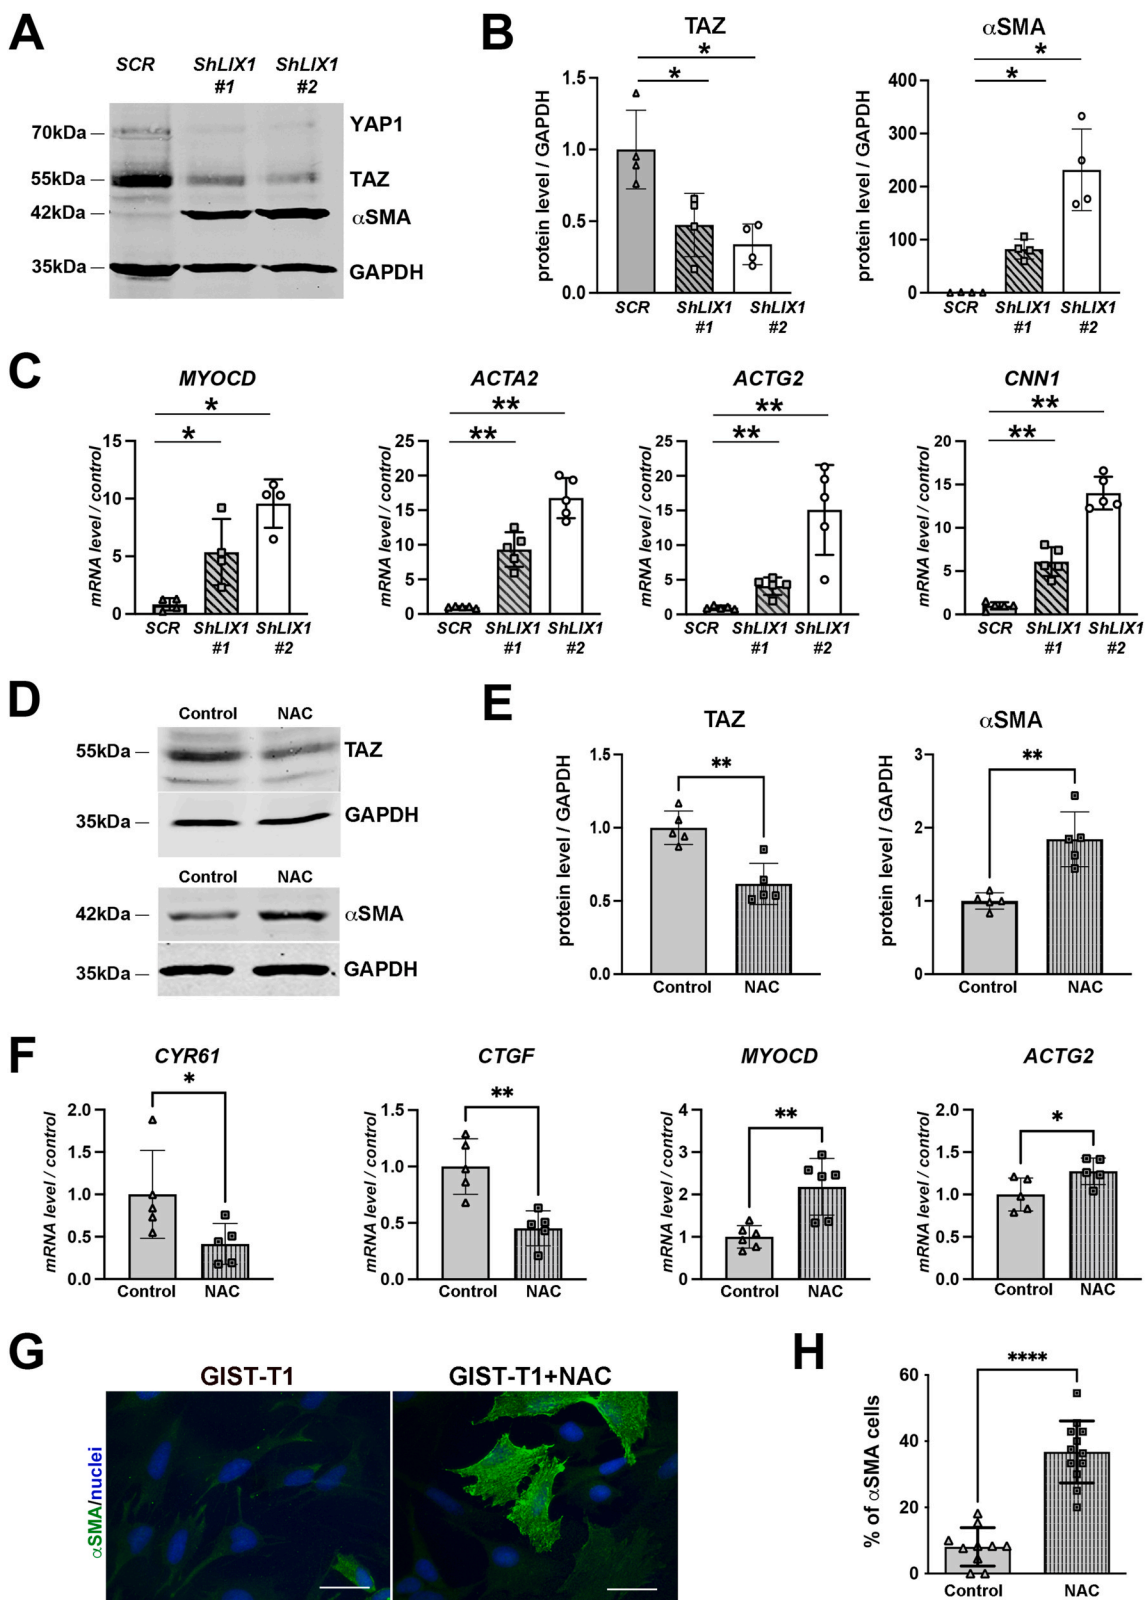 A
SCR ShLIX1 ShLIX1
#1 #2
70kDa YAP1
55kDa TAZ
42kDa αSMA
35kDa GAPDH
B
TAZ
*
*
protein level / GAPDH
1.5
1.0
0.5
0.0
SCR ShLIX1 ShLIX1
#1 #2
αSMA
*
*
protein level / GAPDH
400
300
200
100
0
SCR ShLIX1 ShLIX1
#1 #2
C
MYOCD
*
*
mRNA level / control
15
10
5
0
SCR ShLIX1 ShLIX1
#1 #2
ACTA2
**
**
mRNA level / control
25
20
15
10
5
0
SCR ShLIX1 ShLIX1
#1 #2
ACTG2
**
**
mRNA level / control
25
20
15
10
5
0
SCR ShLIX1 ShLIX1
#1 #2
CNN1
**
**
mRNA level / control
20
15
10
5
0
SCR ShLIX1 ShLIX1
#1 #2
D
Control NAC
55kDa TAZ
35kDa GAPDH
Control NAC
42kDa αSMA
35kDa GAPDH
E
TAZ
**
protein level / GAPDH
1.5
1.0
0.5
0.0
Control NAC
αSMA
**
protein level / GAPDH
3
2
1
0
Control NAC
F
CYR61
*
mRNA level / control
2.0
1.5
1.0
0.5
0.0
Control NAC
CTGF
**
mRNA level / control
1.5
1.0
0.5
0.0
Control NAC
MYOCD
**
mRNA level / control
4
3
2
1
0
Control NAC
ACTG2
*
mRNA level / control
2.0
1.5
1.0
0.5
0.0
Control NAC
G
GIST-T1 GIST-T1+NAC
αSMA/nuclei
H
****
% of αSMA cells
60
40
20
0
Control NAC